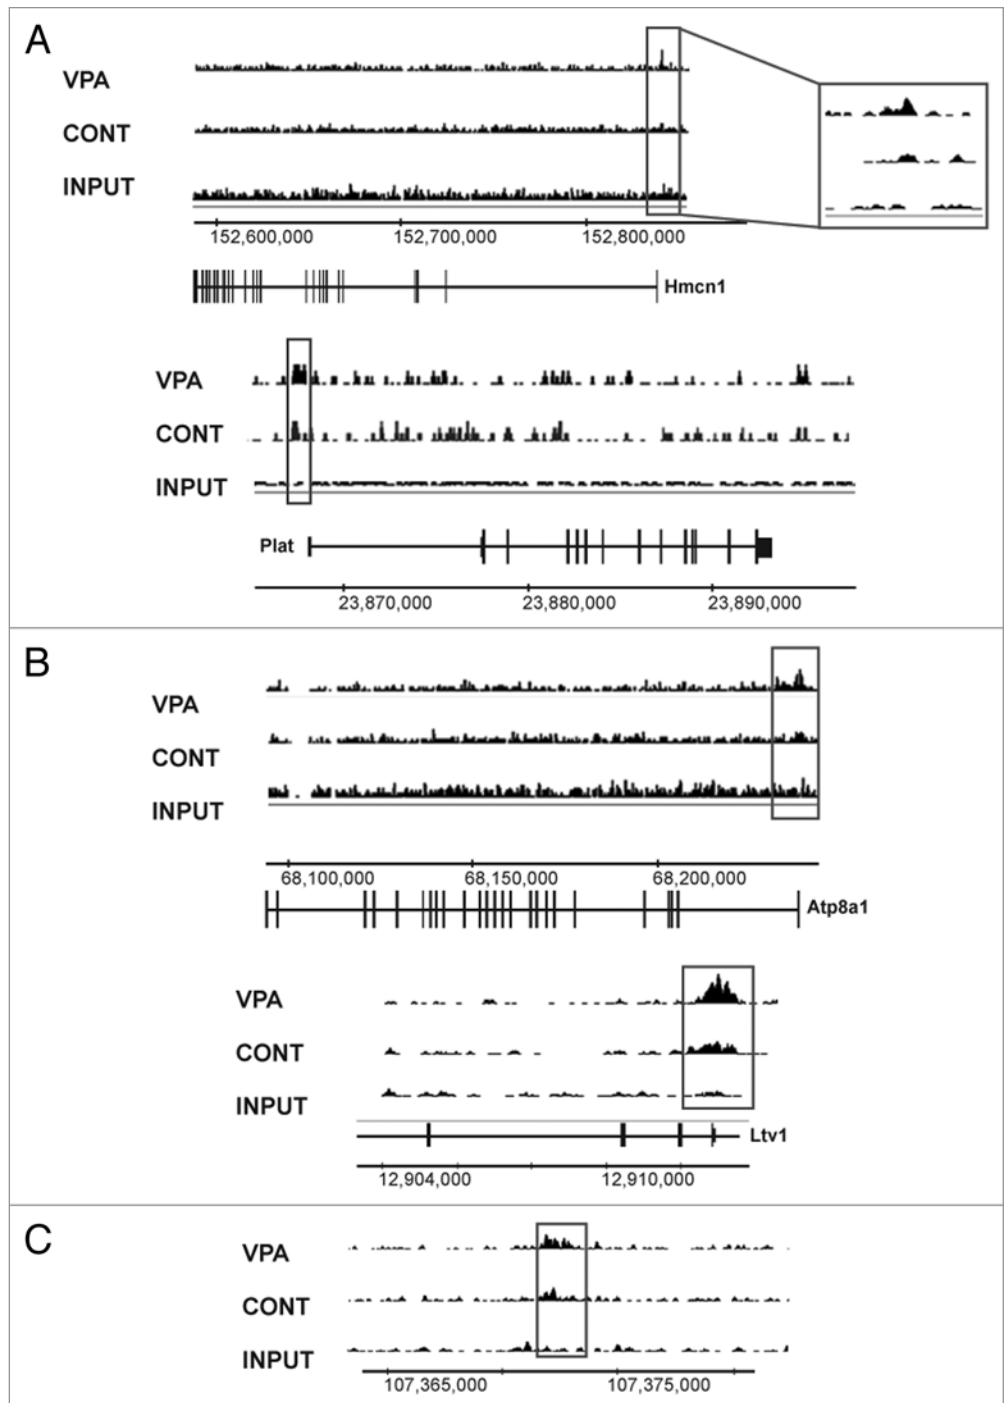 A
VPA
CONT
INPUT
152,600,000 152,700,000 152,800,000
Hmcn1
VPA
CONT
INPUT
Plat
23,870,000 23,880,000 23,890,000
B
VPA
CONT
INPUT
68,100,000 68,150,000 68,200,000
Atp8a1
VPA
CONT
INPUT
Ltv1
12,904,000 12,910,000
C
VPA
CONT
INPUT
107,365,000 107,375,000